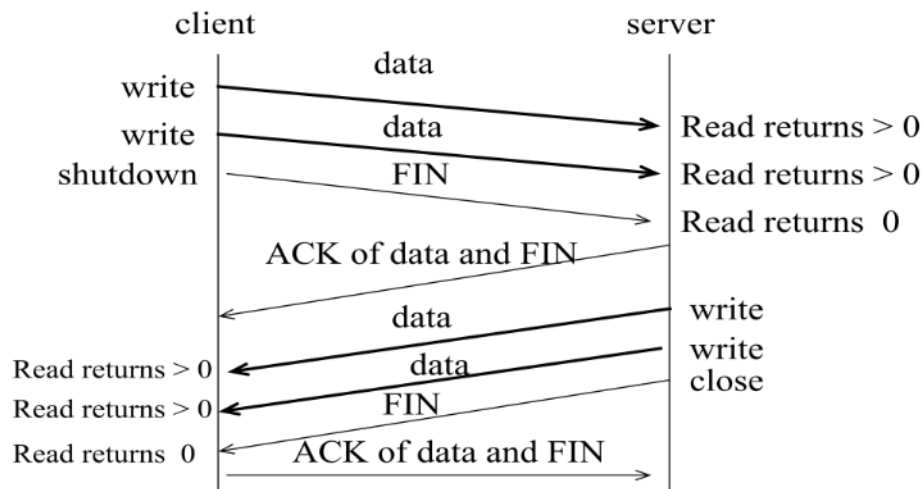 client server
data
write
Read returns > 0
data
write
Read returns > 0
shutdown FIN
Read returns 0
ACK of data and FIN
write
data
write
Read returns > 0 data
close
Read returns > 0 FIN
Read returns 0 ACK of data and FIN